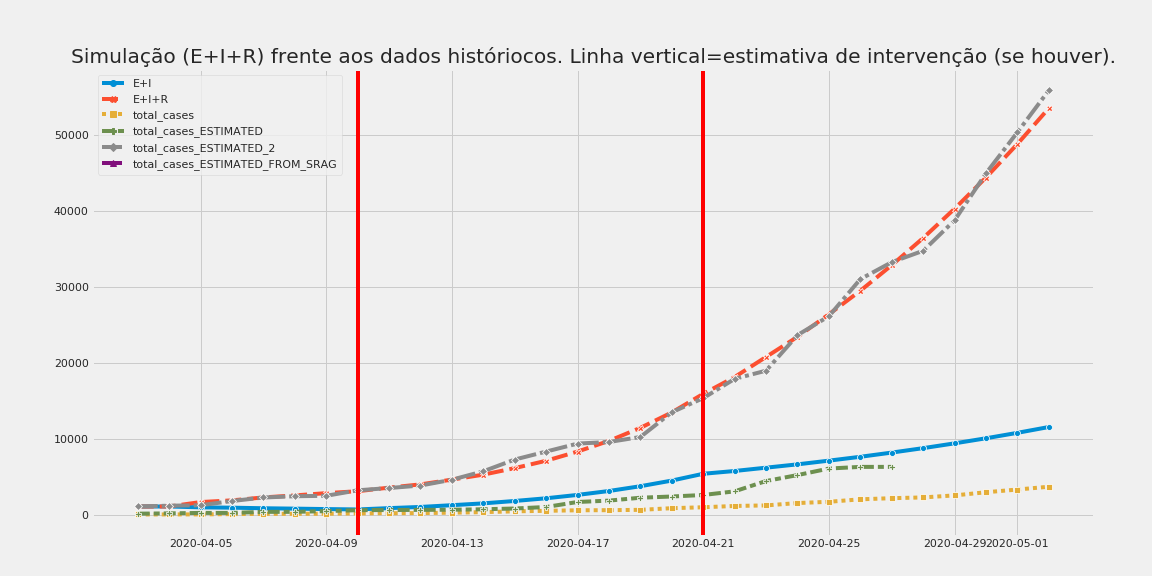 Simulação (E+I+R) frente aos dados históriocos. Linha vertical=estimativa de intervenção (se houver).
E+I
E+I+R
total_cases
total_cases_ESTIMATED
total_cases_ESTIMATED_2
total_cases_ESTIMATED_FROM_SRAG
50000
40000
30000
20000
10000
0
2020-04-05 2020-04-09 2020-04-13 2020-04-17 2020-04-21 2020-04-25 2020-04-29 2020-05-01